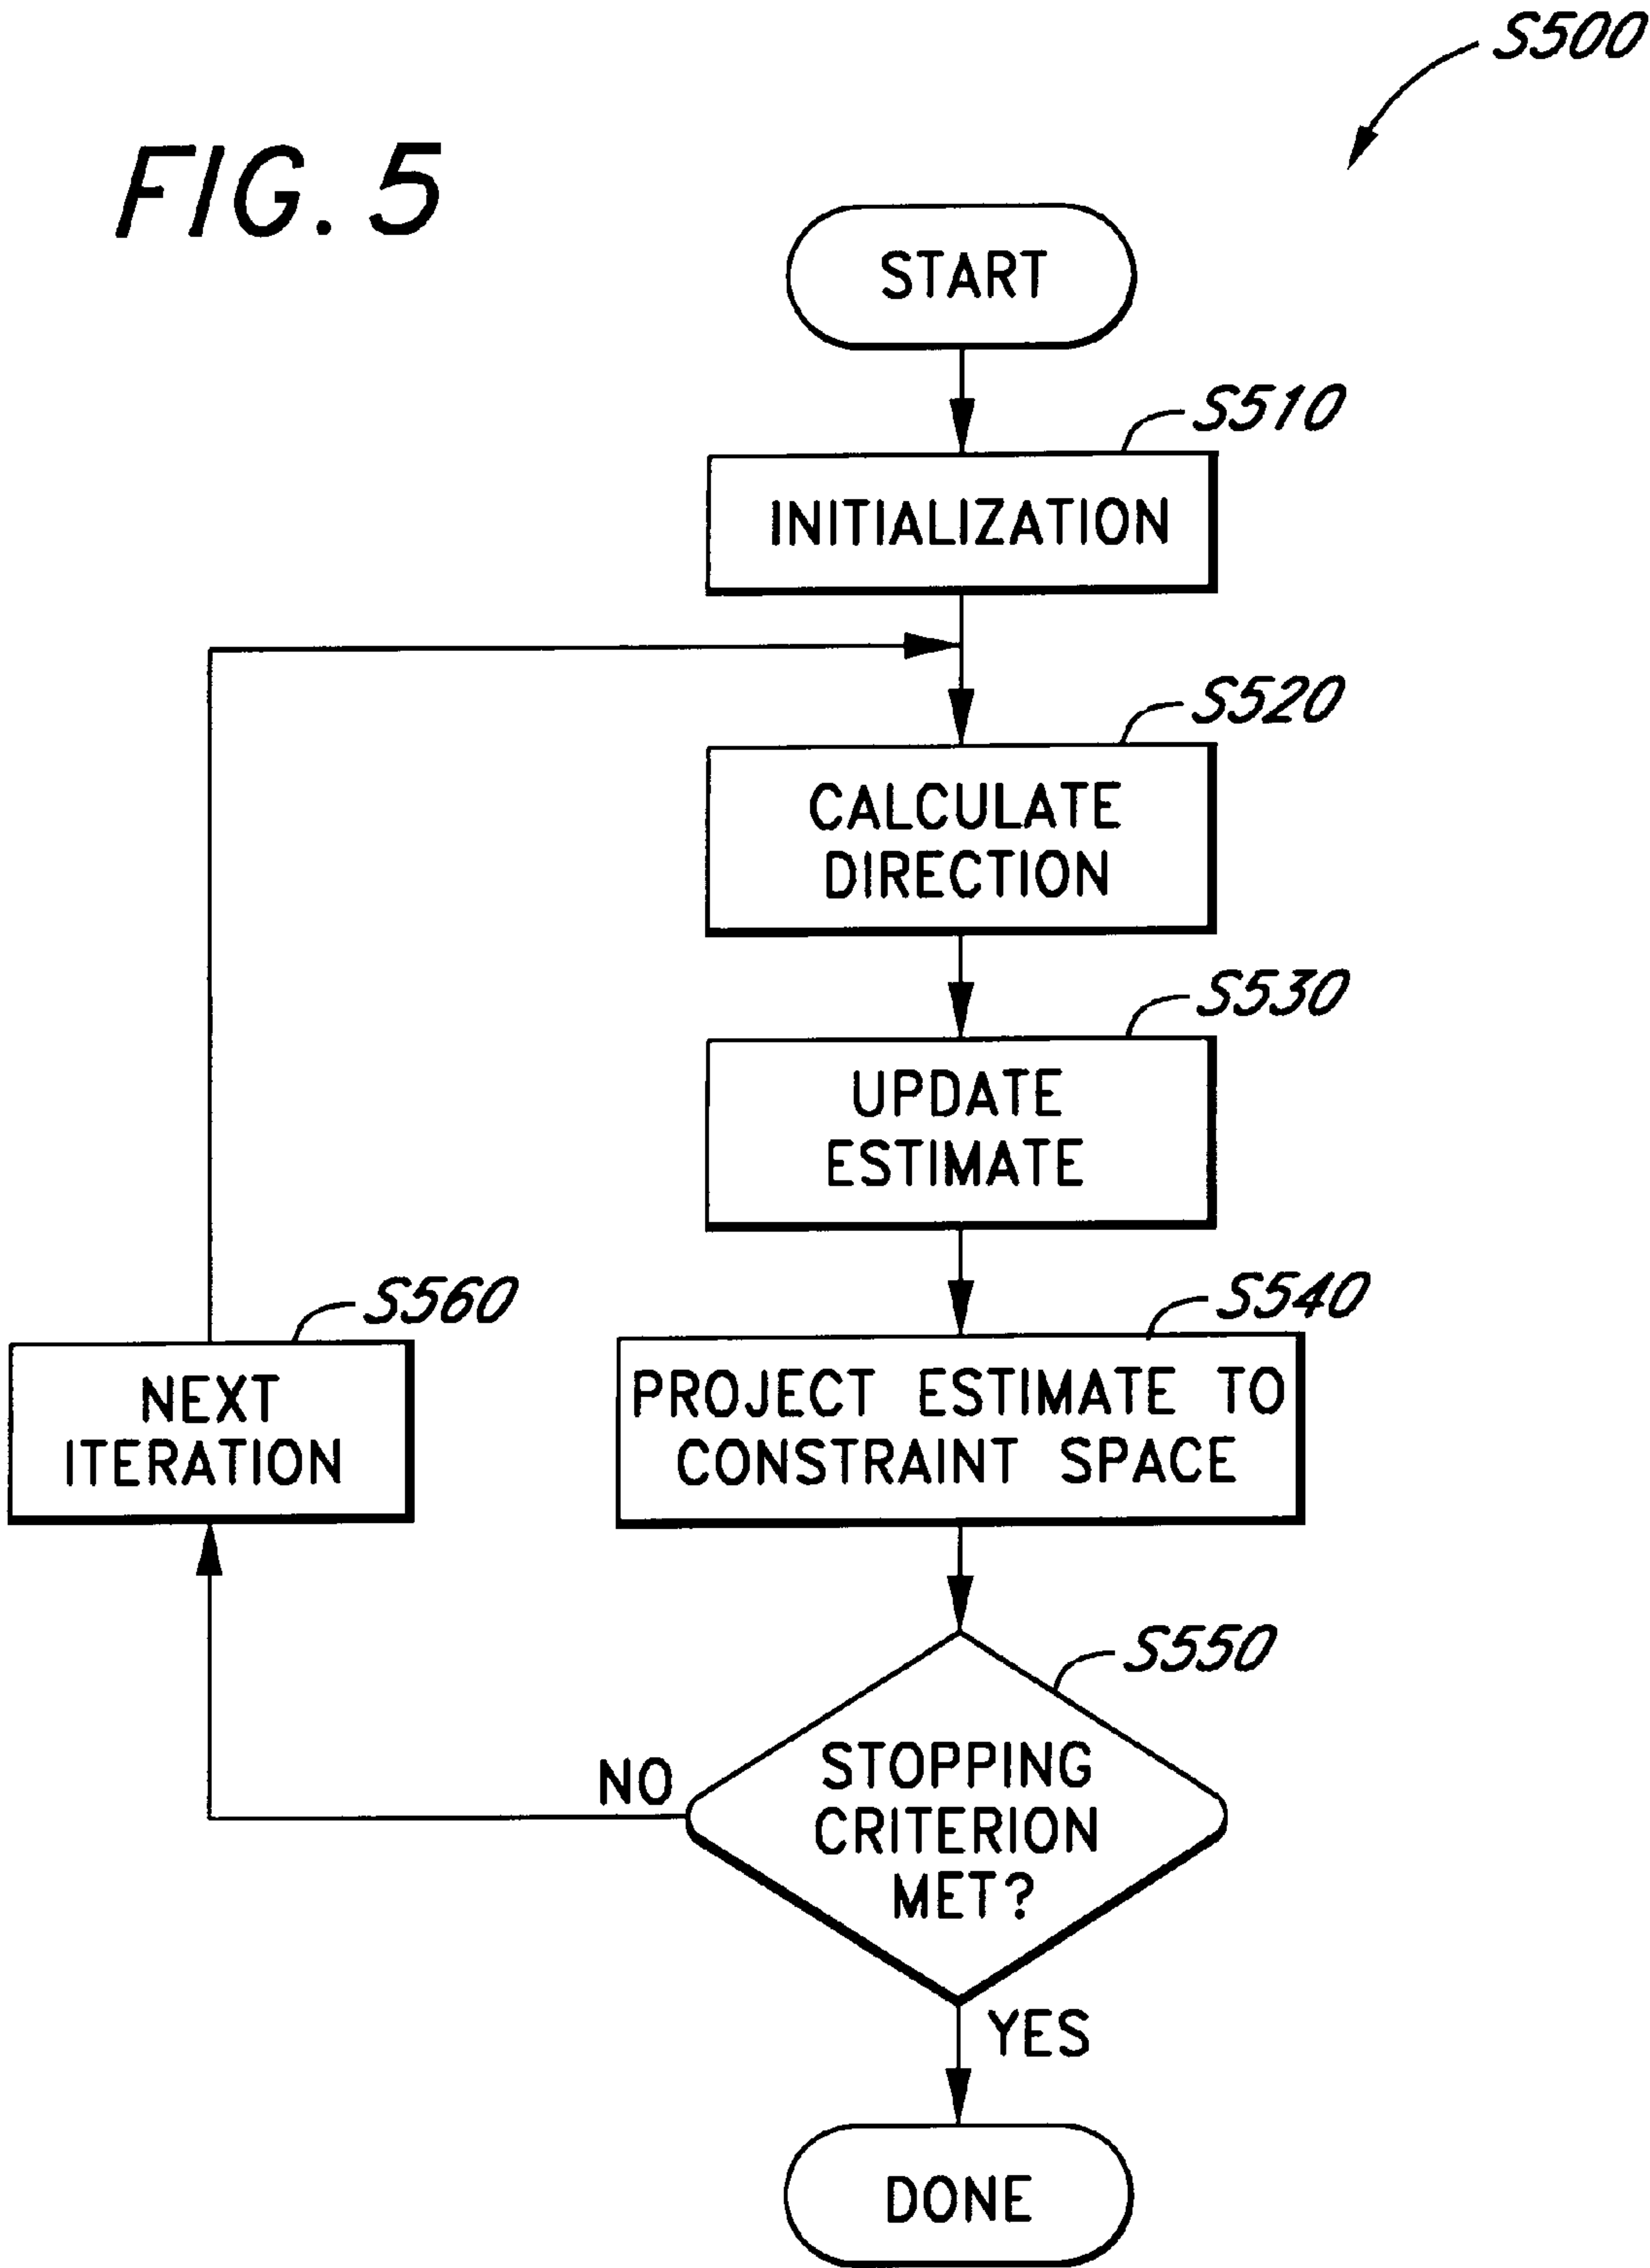 S500
FIG. 5
START
S510
INITIALIZATION
S520
CALCULATE
DIRECTION
S530
UPDATE
ESTIMATE
S540
PROJECT ESTIMATE TO
CONSTRAINT SPACE
S560
NEXT
ITERATION
S550
STOPPING
CRITERION
MET?
NO
YES
DONE